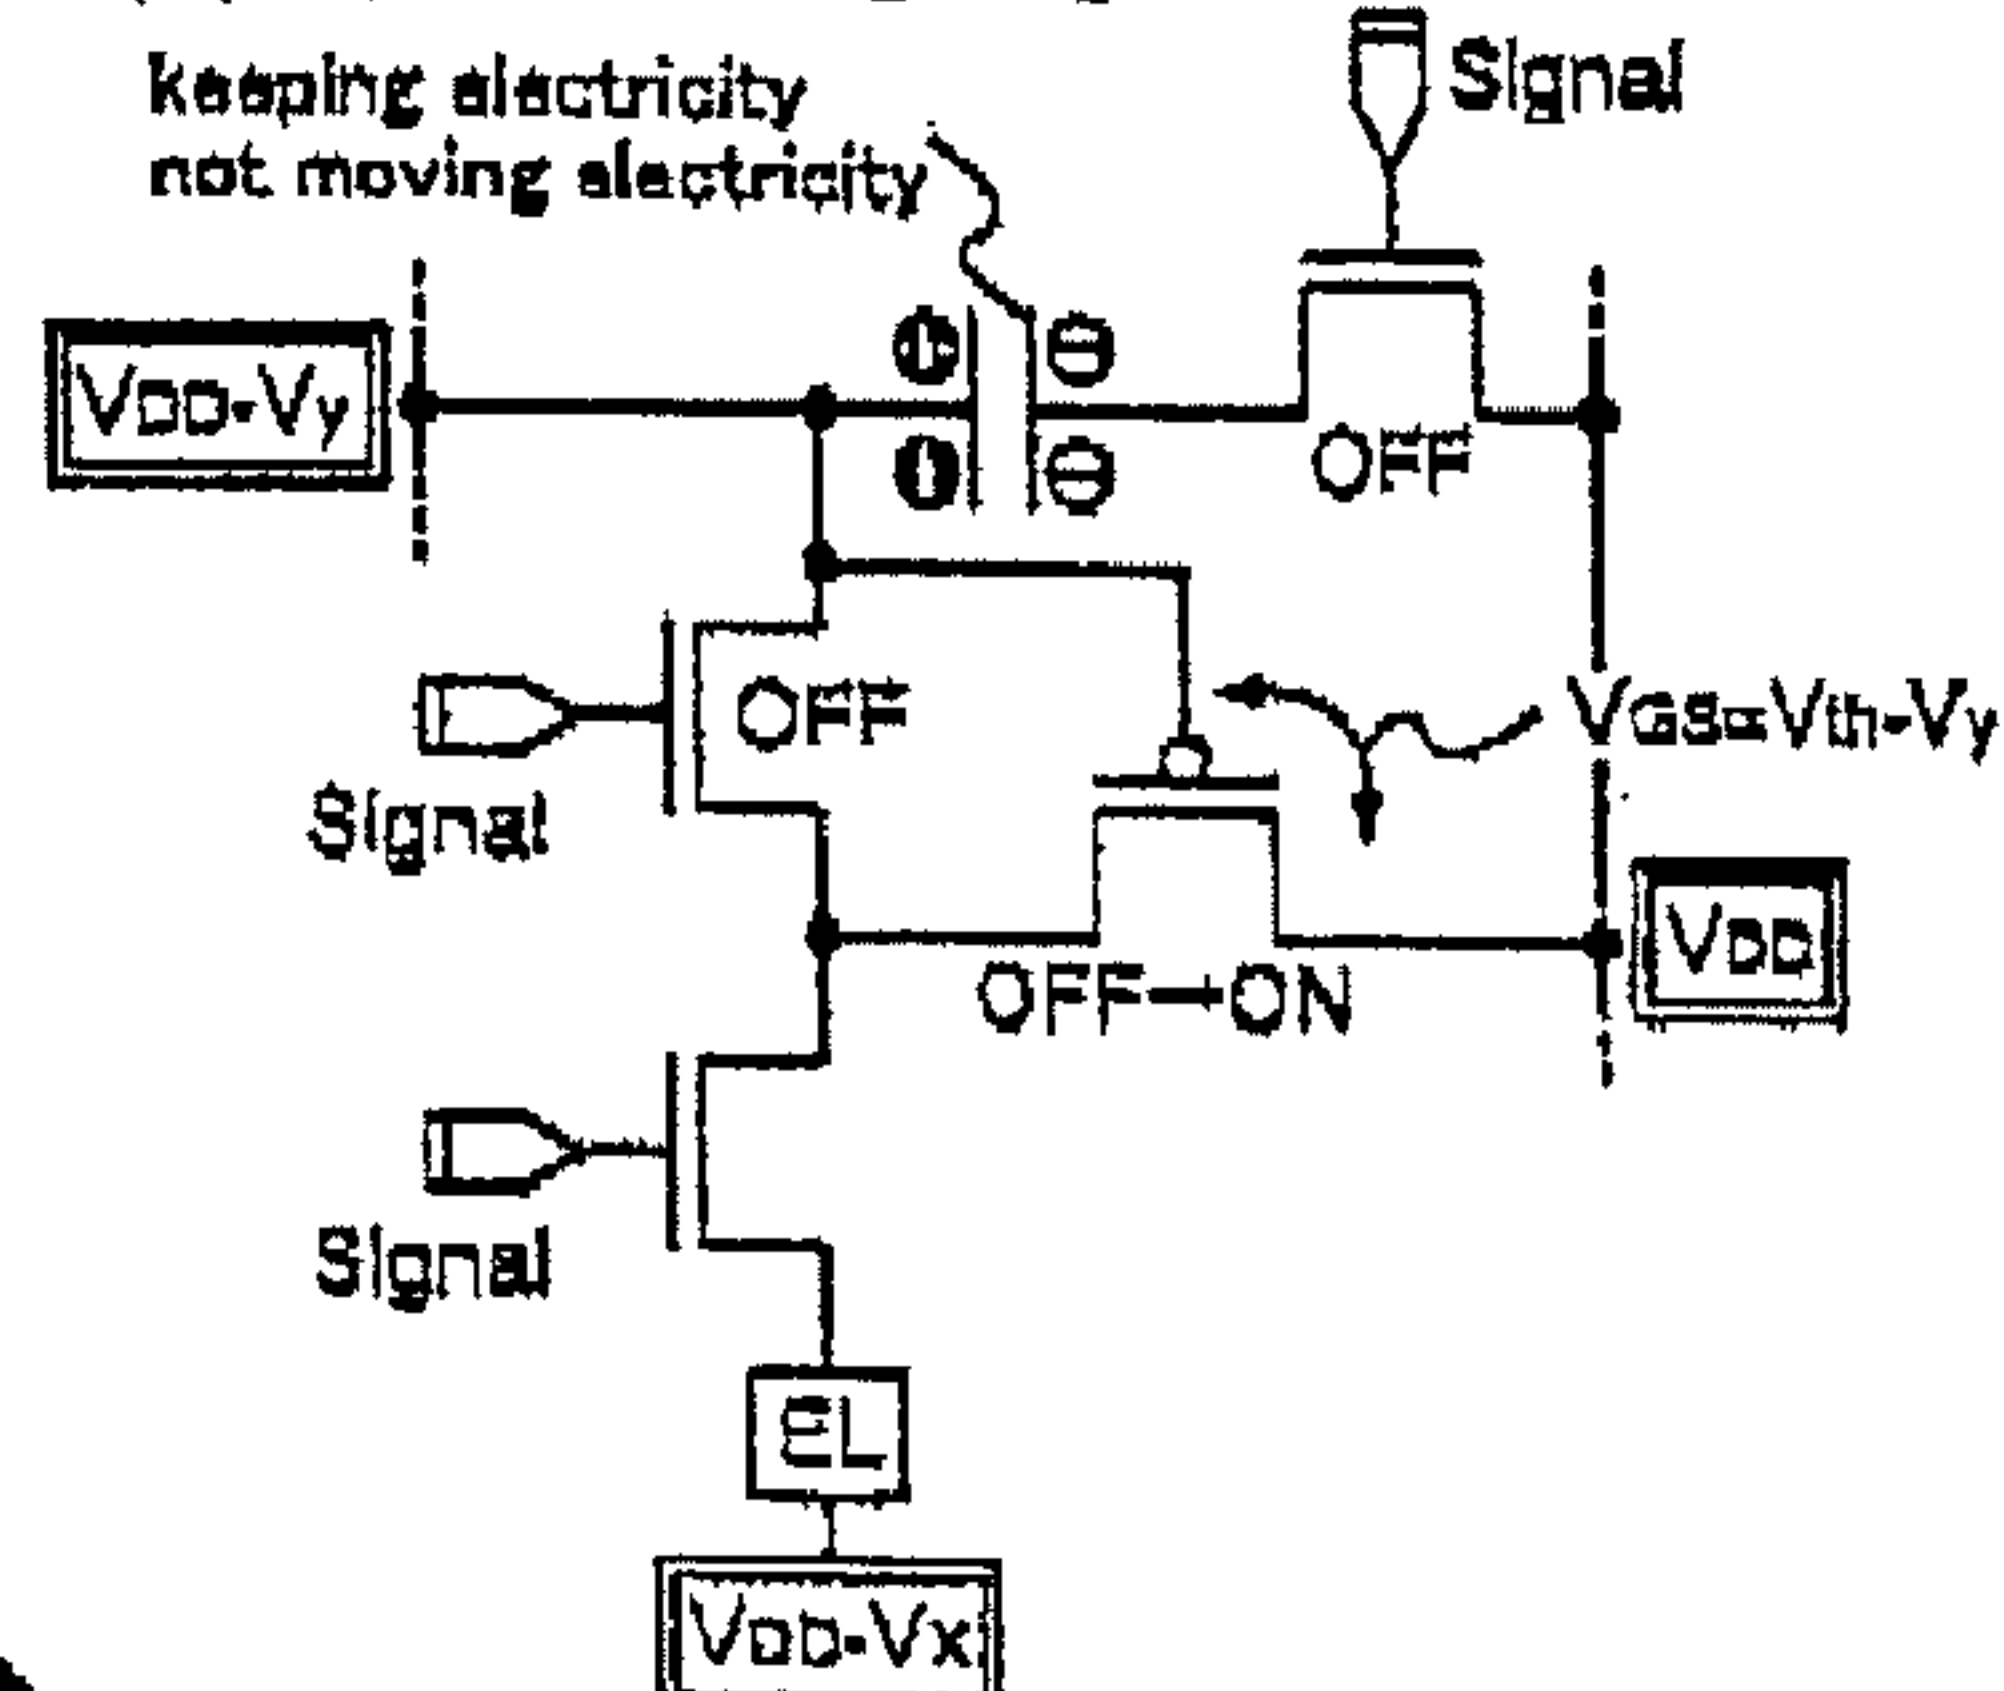 keeping electricity
not moving electricity
Signal
VDD-Vy
OFF
OFF
Signal
VGS=Vth-Vy
VDD
OFF→ON
Signal
EL
VDD-Vx